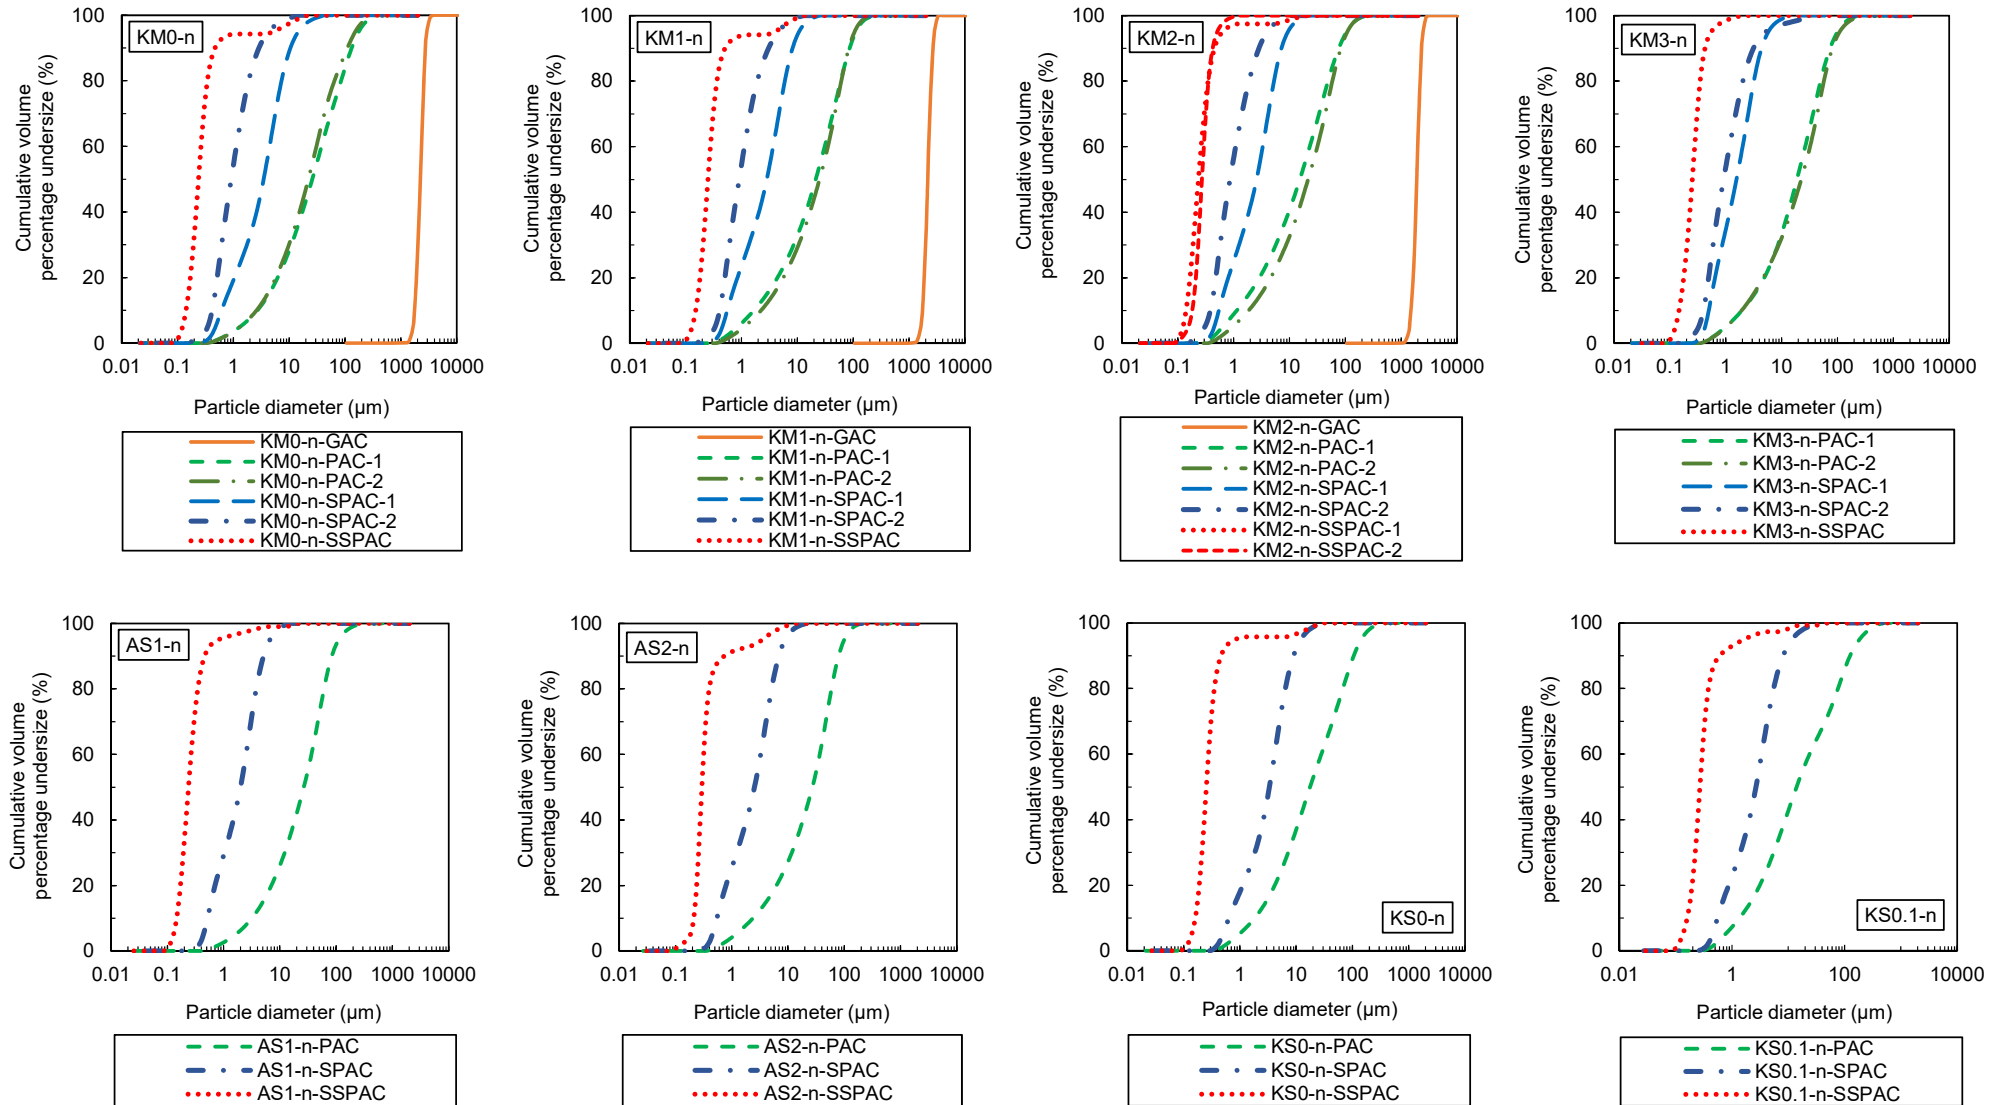 KM0-n
Cumulative volume
percentage undersize (%)
100
80
60
40
20
0
0.01 0.1 1 10 100 10000
Particle diameter (µm)
KM0-n-GAC
KM0-n-PAC-1
KM0-n-PAC-2
KM0-n-SPAC-1
KM0-n-SPAC-2
KM0-n-SSPAC
KM1-n
Cumulative volume
percentage undersize (%)
100
80
60
40
20
0
0.01 0.1 1 10 100 10000
Particle diameter (µm)
KM1-n-GAC
KM1-n-PAC-1
KM1-n-PAC-2
KM1-n-SPAC-1
KM1-n-SPAC-2
KM1-n-SSPAC
KM2-n
Cumulative volume
percentage undersize (%)
100
80
60
40
20
0
0.01 0.1 1 10 100 1000 10000
Particle diameter (µm)
KM2-n-GAC
KM2-n-PAC-1
KM2-n-PAC-2
KM2-n-SPAC-1
KM2-n-SPAC-2
KM2-n-SSPAC-1
KM2-n-SSPAC-2
KM3-n
Cumulative volume
percentage undersize (%)
100
80
60
40
20
0
0.01 0.1 1 10 100 1000 10000
Particle diameter (µm)
KM3-n-PAC-1
KM3-n-PAC-2
KM3-n-SPAC-1
KM3-n-SPAC-2
KM3-n-SSPAC
AS1-n
Cumulative volume
percentage undersize (%)
100
80
60
40
20
0
0.01 0.1 1 10 100 10000
Particle diameter (µm)
AS1-n-PAC
AS1-n-SPAC
AS1-n-SSPAC
AS2-n
Cumulative volume
percentage undersize (%)
100
80
60
40
20
0
0.01 0.1 1 10 100 10000
Particle diameter (µm)
AS2-n-PAC
AS2-n-SPAC
AS2-n-SSPAC
KS0-n
Cumulative volume
percentage undersize (%)
100
80
60
40
20
0
0.01 0.1 1 10 100 10000
Particle diameter (µm)
KS0-n-PAC
KS0-n-SPAC
KS0-n-SSPAC
KS0.1-n
Cumulative volume
percentage undersize (%)
100
80
60
40
20
0
0.01 1 100 10000
Particle diameter (µm)
KS0.1-n-PAC
KS0.1-n-SPAC
KS0.1-n-SSPAC